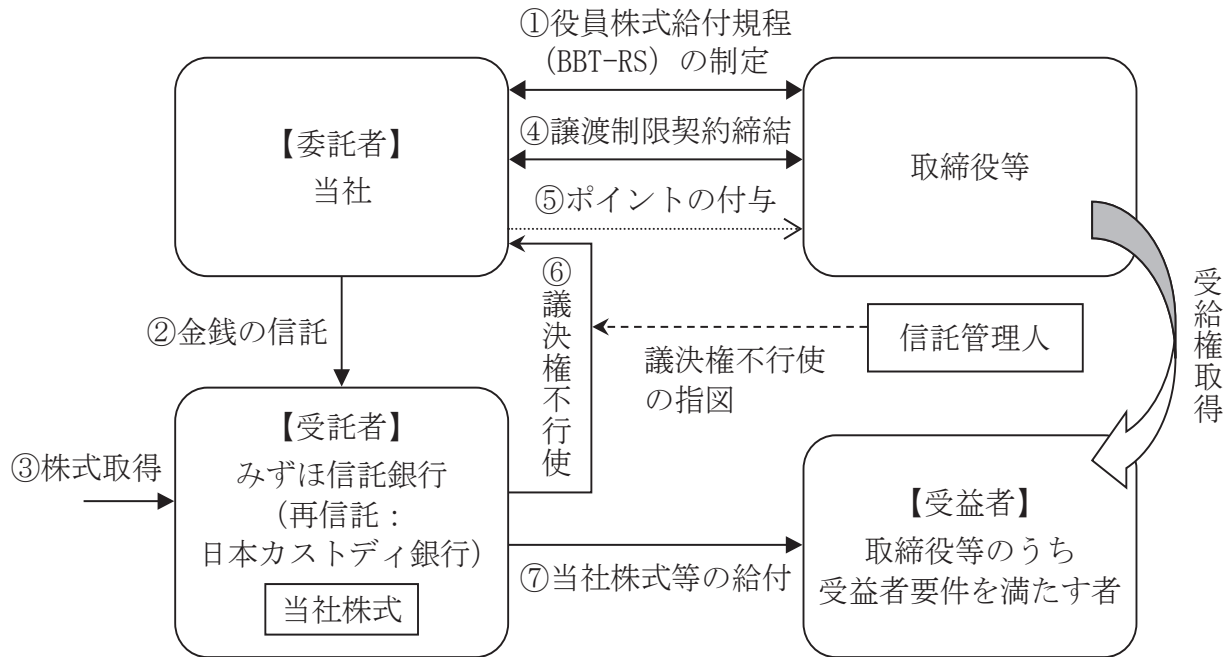 ①役員株式給付規程
（BBT-RS）の制定
④譲渡制限契約締結
⑤ポイントの付与
【委託者】
当社
取締役等
②金銭の信託
⑥議決権不行使
議決権不行使
の指図
信託管理人
受給権取得
③株式取得
【受託者】
みずほ信託銀行
（再信託：
日本カストディ銀行）
当社株式
⑦当社株式等の給付
【受益者】
取締役等のうち
受益者要件を満たす者